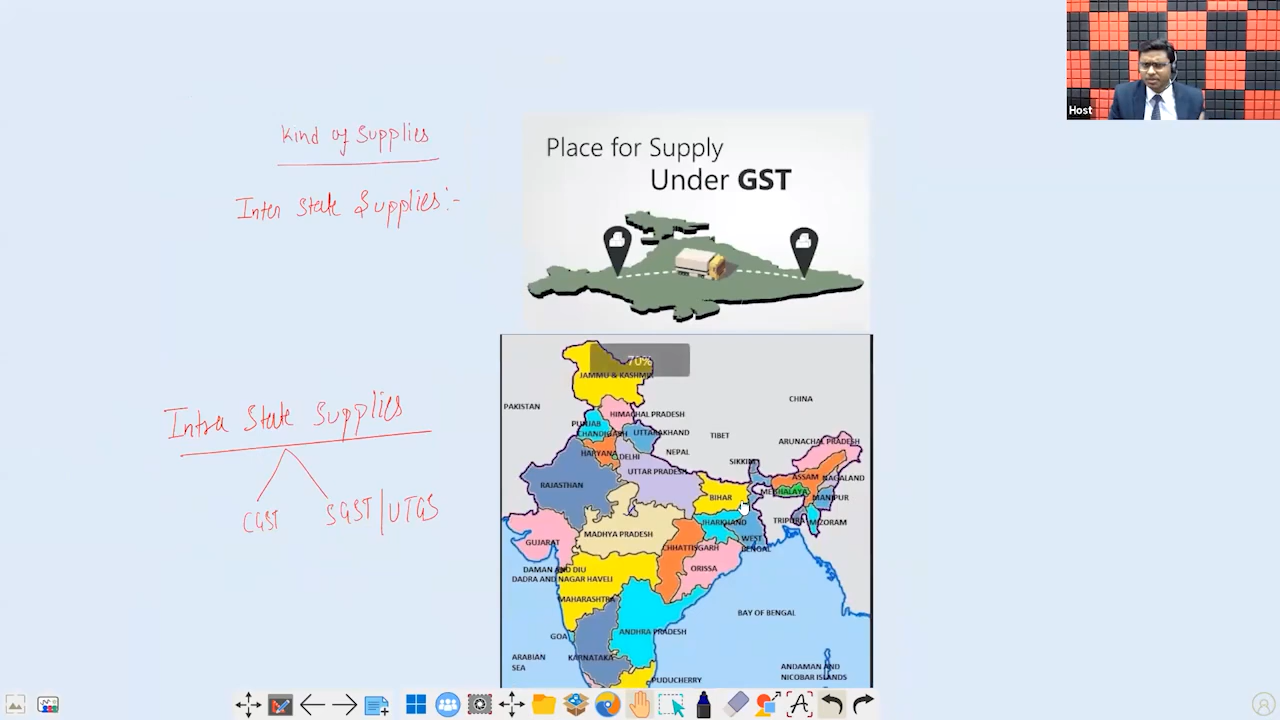 Host
Kind of Supplies
Inter State Supplies:-
Place for Supply
Under GST
Intra State Supplies
CGST
SGST/UTGS
70%
JAMMU & KASHMIR
CHINA
PAKISTAN
HIMACHAL PRADESH
PUNJAB
CHANDIGARH
UTTARAKHAND
TIBET
ARUNACHAL PRADESH
HARYANA
DELHI
NEPAL
SIKKIM
UTTAR PRADESH
ASSAM
NAGALAND
RAJASTHAN
BIHAR
MEGHALAYA
MANIPUR
JHARKHAND
TRIPURA
MIZORAM
GUJARAT
MADHYA PRADESH
WEST
BENGAL
CHHATTISGARH
ORISSA
DAMAN AND DIU
DADRA AND NAGAR HAVELI
MAHARASHTRA
BAY OF BENGAL
GOA
ANDHRA PRADESH
ARABIAN
SEA
KARNATAKA
ANDAMAN AND
NICOBAR ISLANDS
PUDUCHERRY